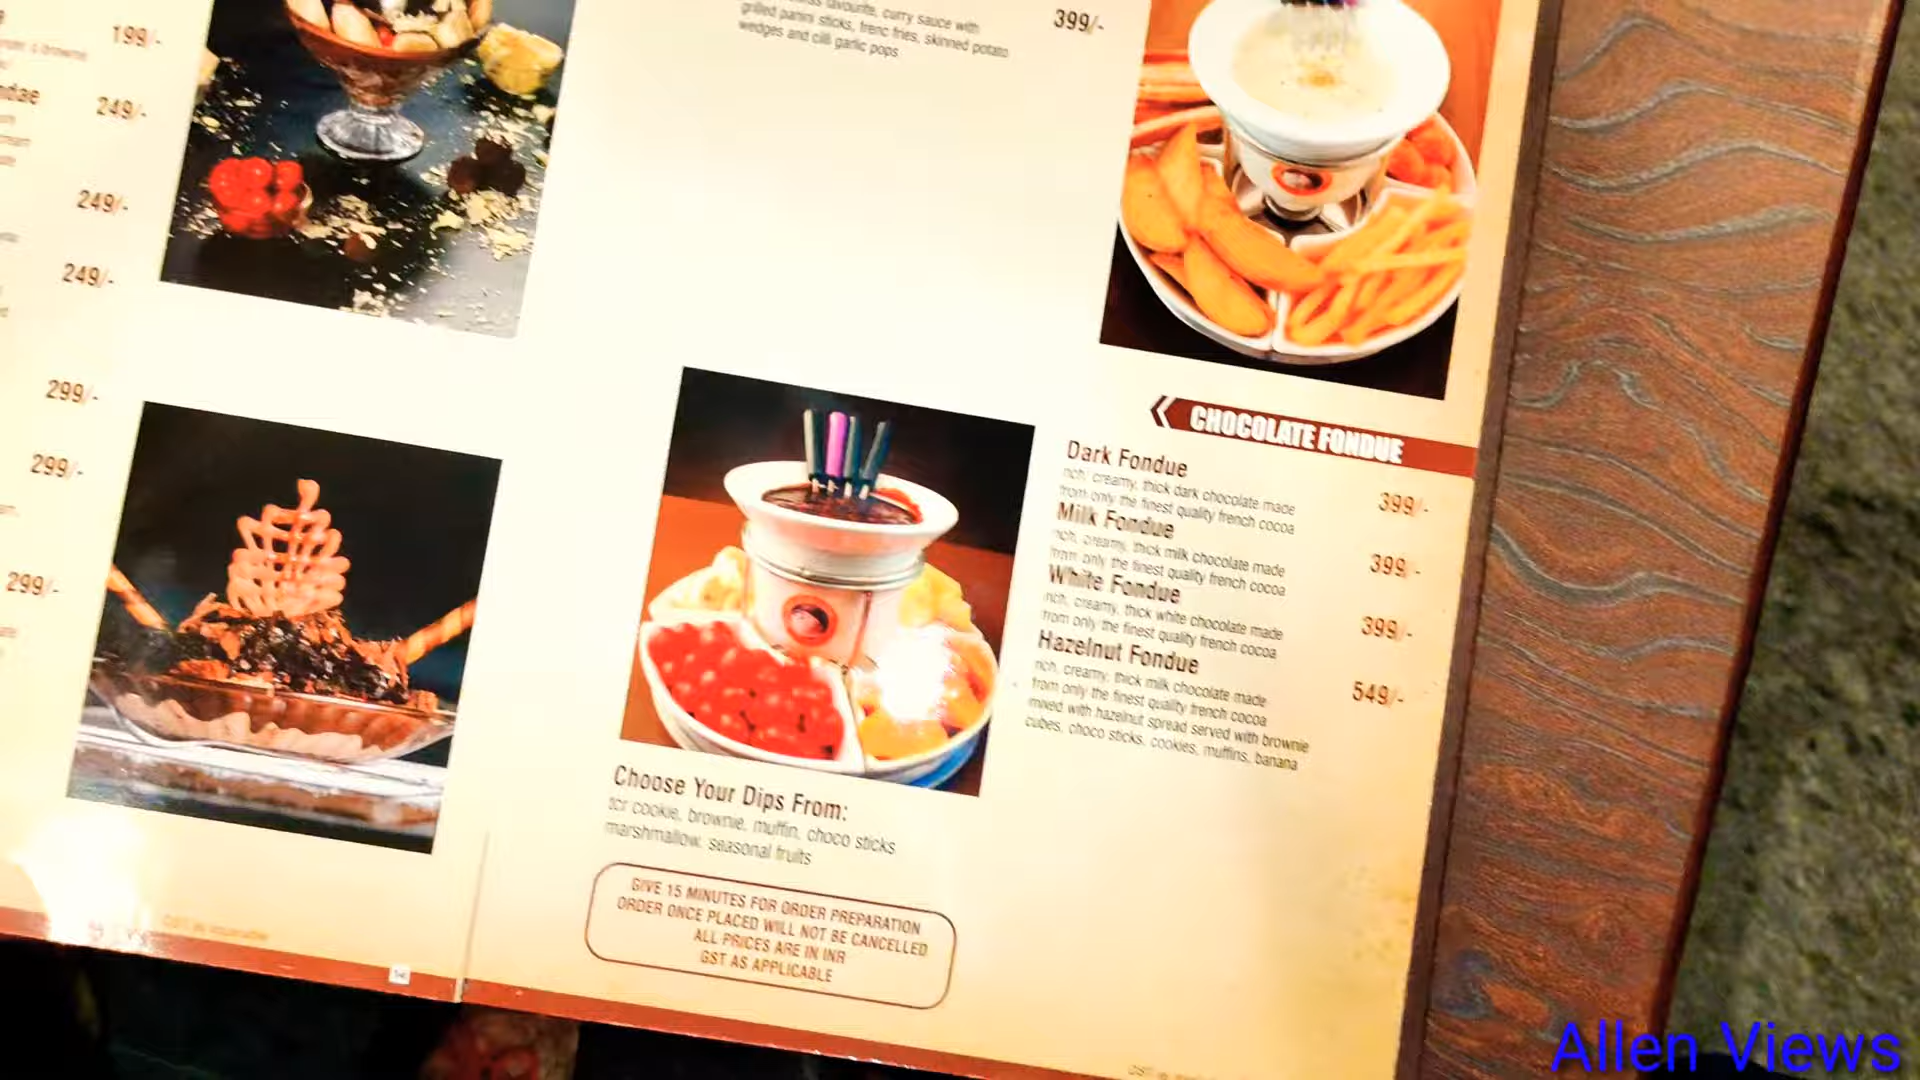 199/-
249/-
249/-
249/-
299/-
299/-
299/-
favourite, curry sauce with
grilled panini sticks, frenc fries, skinned potato
wedges and cilli garlic pops
399/-
CHOCOLATE FONDUE
Dark Fondue
rich, creamy, thick dark chocolate made
from only the finest quality french cocoa
399/-
Milk Fondue
rich, creamy, thick milk chocolate made
from only the finest quality french cocoa
399/-
White Fondue
rich, creamy, thick white chocolate made
from only the finest quality french cocoa
399/-
Hazelnut Fondue
rich, creamy, thick milk chocolate made
from only the finest quality french cocoa
mixed with hazelnut spread served with brownie
cubes, choco sticks, cookies, muffins, banana
549/-
Choose Your Dips From:
tcr cookie, brownie, muffin, choco sticks
marshmallow, seasonal fruits
GIVE 15 MINUTES FOR ORDER PREPARATION
ORDER ONCE PLACED WILL NOT BE CANCELLED
ALL PRICES ARE IN INR
GST AS APPLICABLE
14
Allen Views